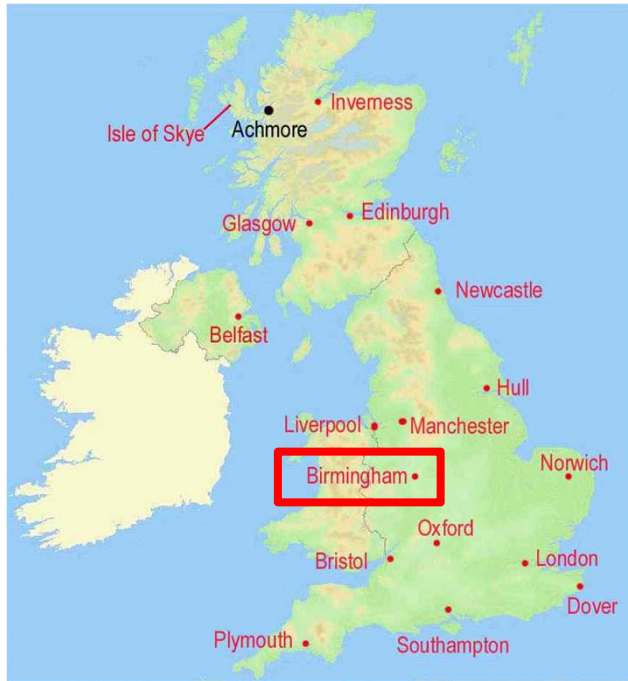 Inverness
Isle of Skye
Achmore
Edinburgh
Glasgow
Newcastle
Belfast
Hull
Liverpool
Manchester
Birmingham
Norwich
Oxford
Bristol
London
Dover
Plymouth
Southampton